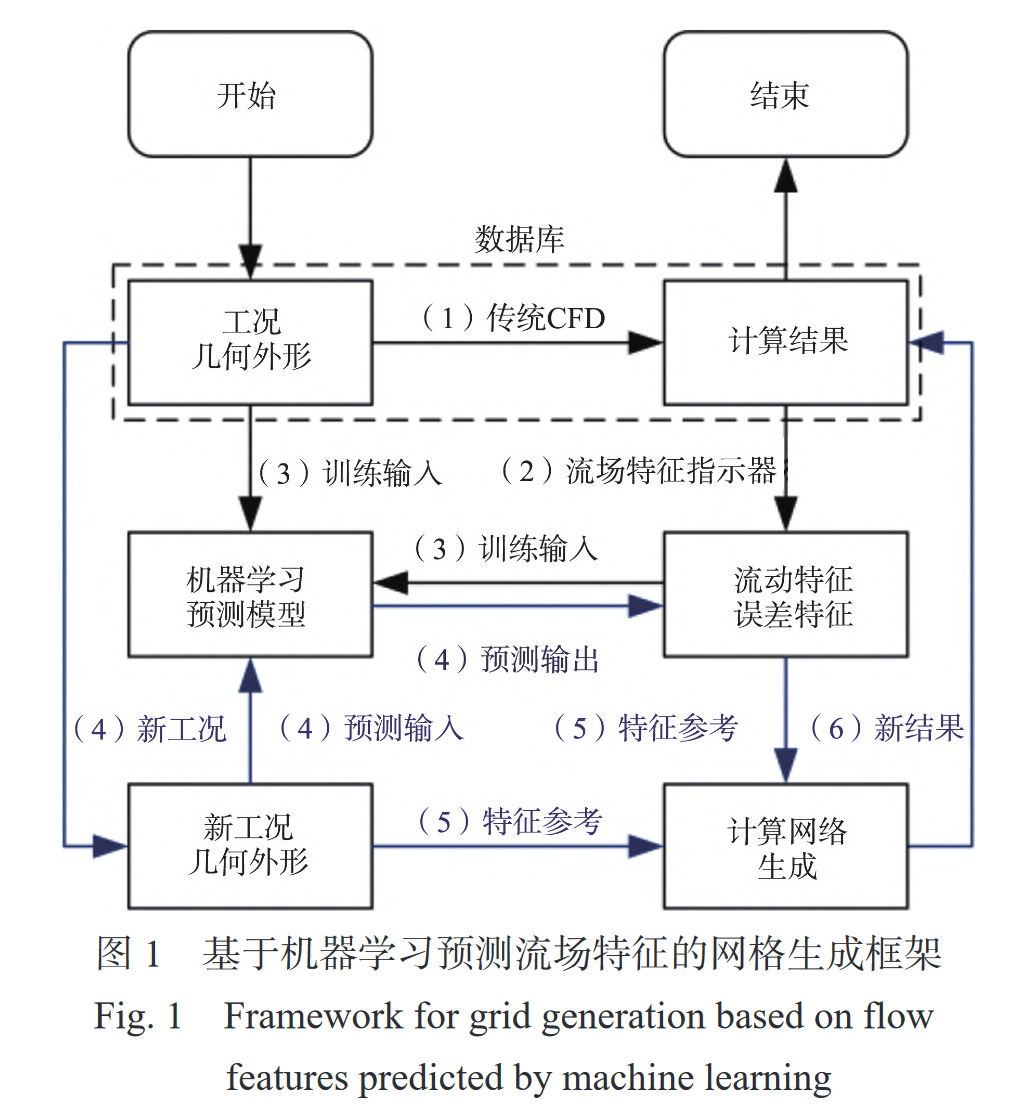 开始
结束
数据库
工况
几何外形
（1）传统CFD
计算结果
（3）训练输入
（2）流场特征指示器
机器学习
预测模型
（3）训练输入
流动特征
误差特征
（4）预测输出
（4）新工况
（4）预测输入
（5）特征参考
（6）新结果
新工况
几何外形
（5）特征参考
计算网络
生成
图 1 基于机器学习预测流场特征的网格生成框架
Fig. 1 Framework for grid generation based on flow
features predicted by machine learning